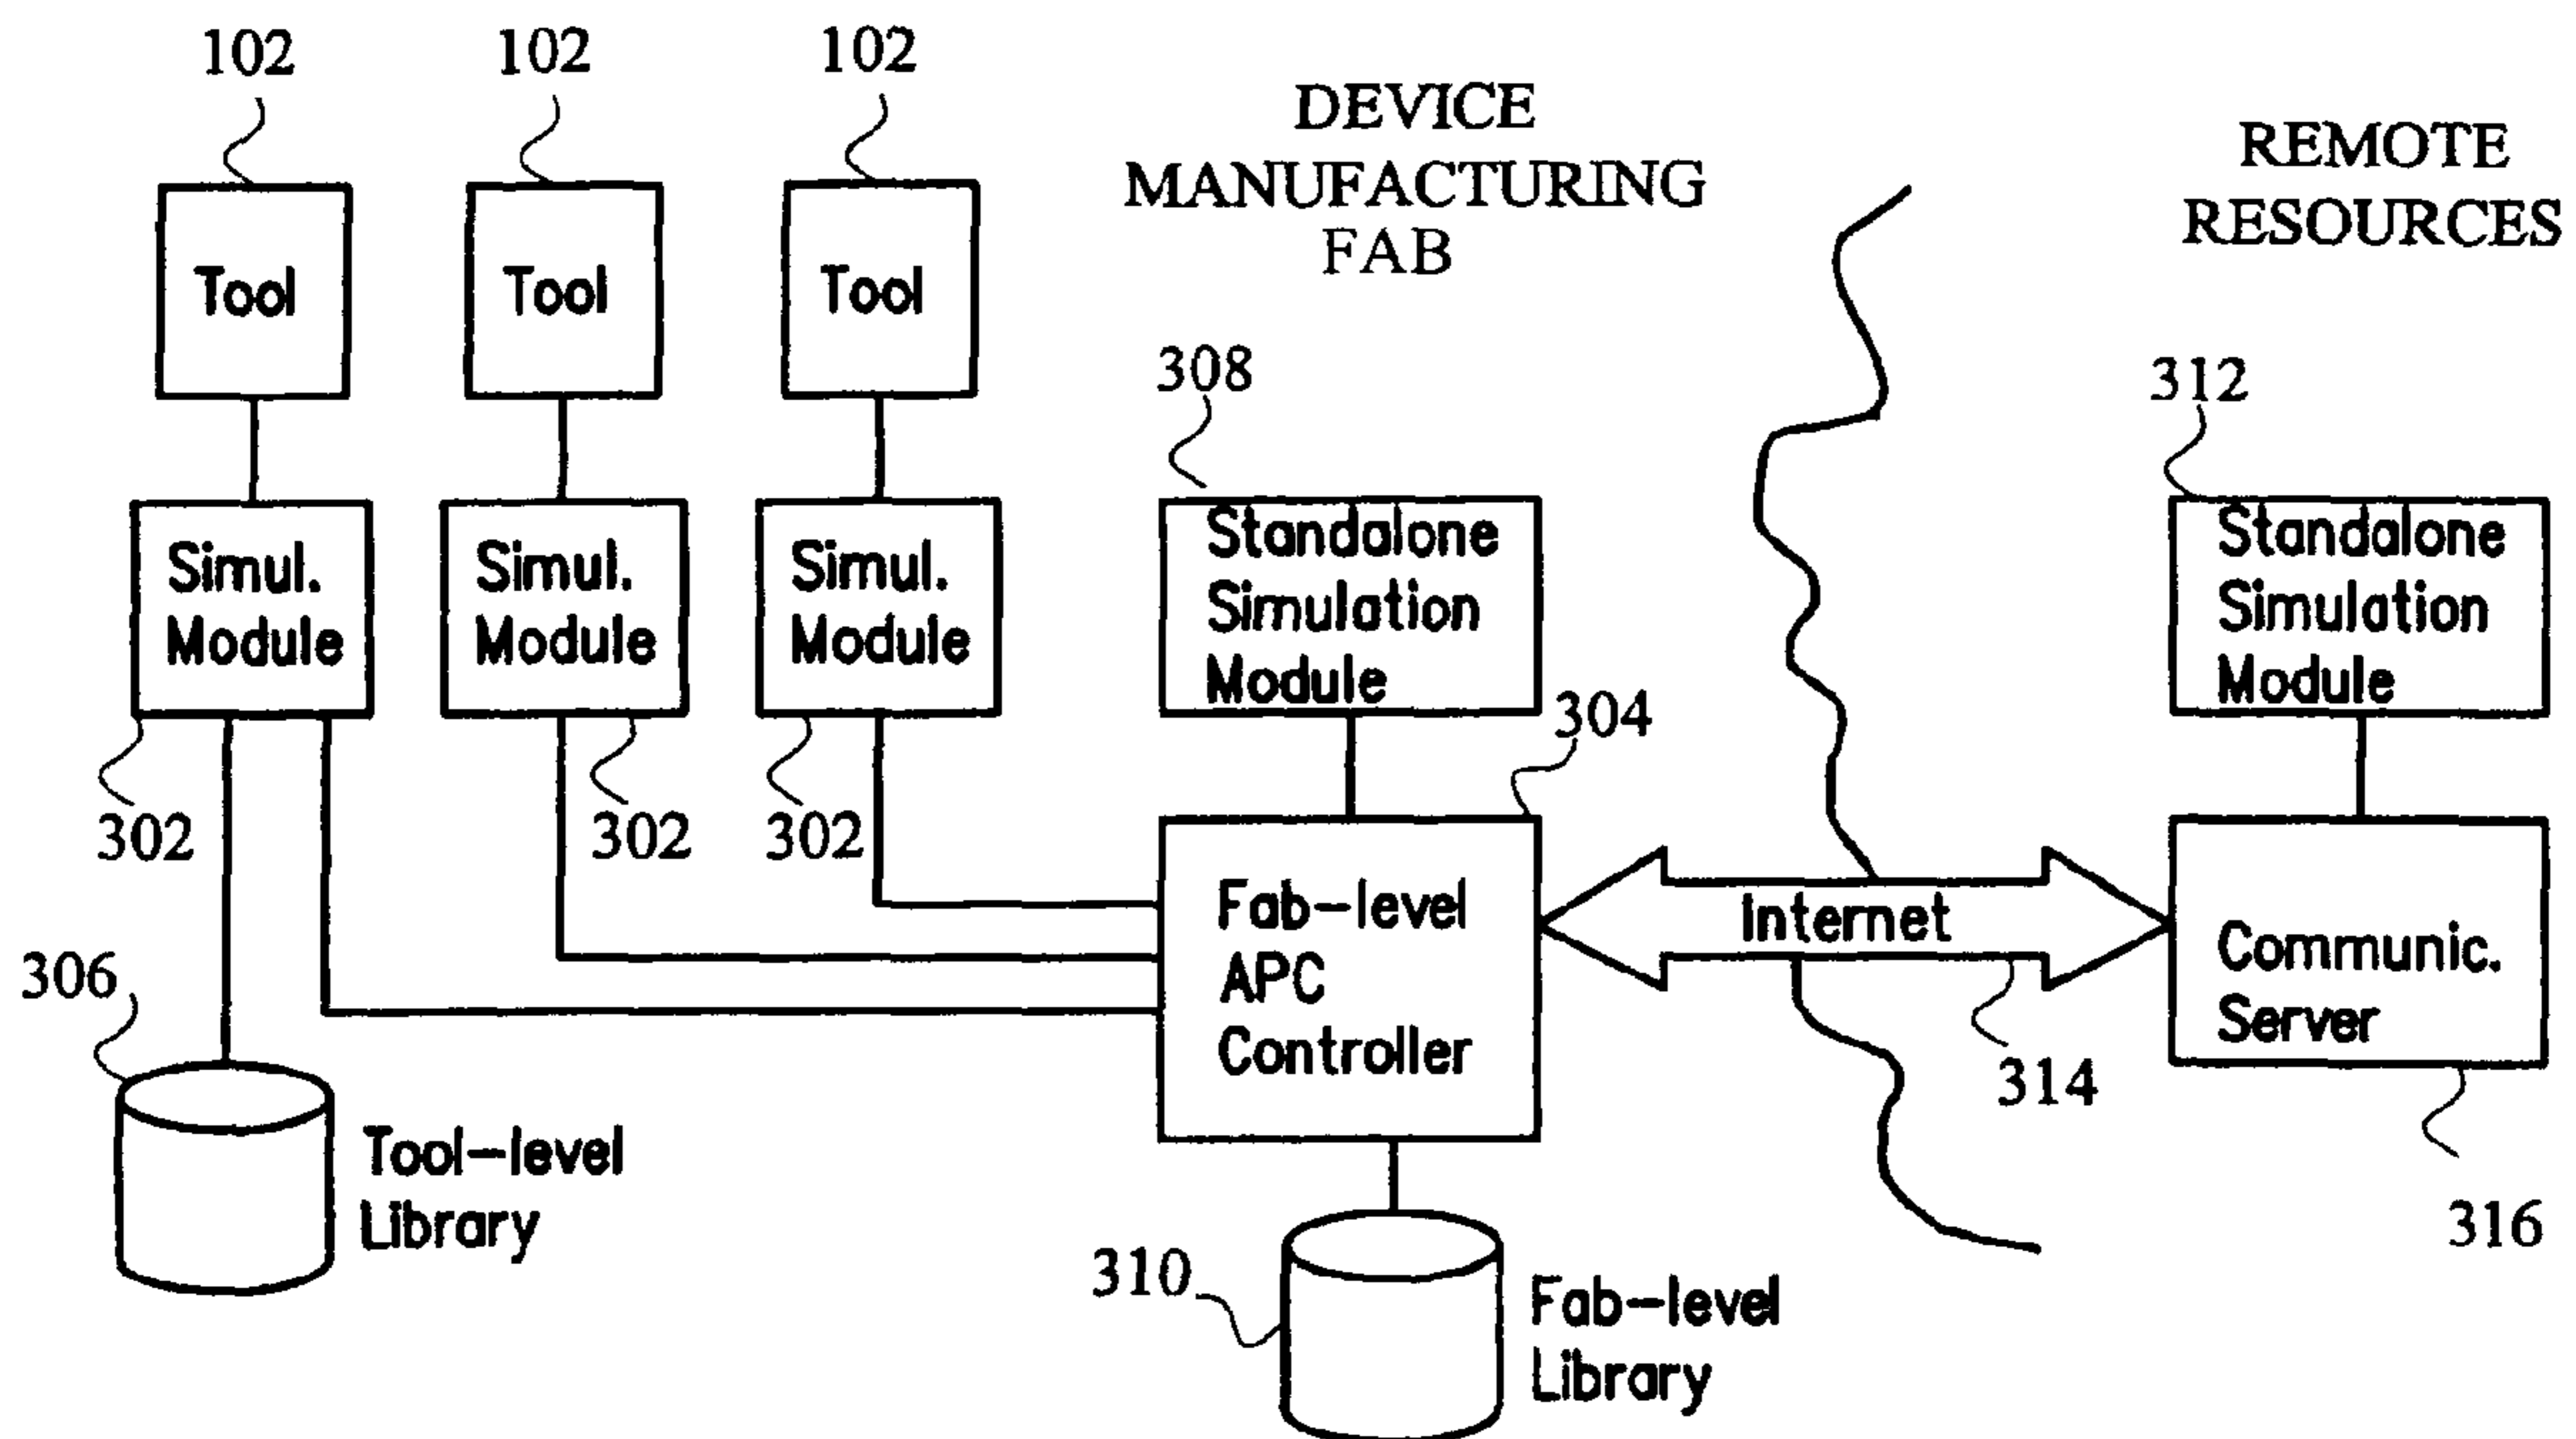 102
102
102
DEVICE
MANUFACTURING
FAB
REMOTE
RESOURCES
Tool
Tool
Tool
308
312
Simul.
Module
Simul.
Module
Simul.
Module
Standalone
Simulation
Module
Standalone
Simulation
Module
304
302
302
302
306
Fab-level
APC
Controller
Internet
Communic.
Server
314
Tool-level
Library
316
310
Fab-level
Library